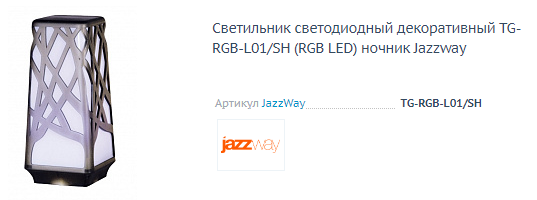 Светильник светодиодный декоративный TG-
RGB-L01/SH (RGB LED) ночник Jazzway
Артикул JazzWay TG-RGB-L01/SH
jazzway